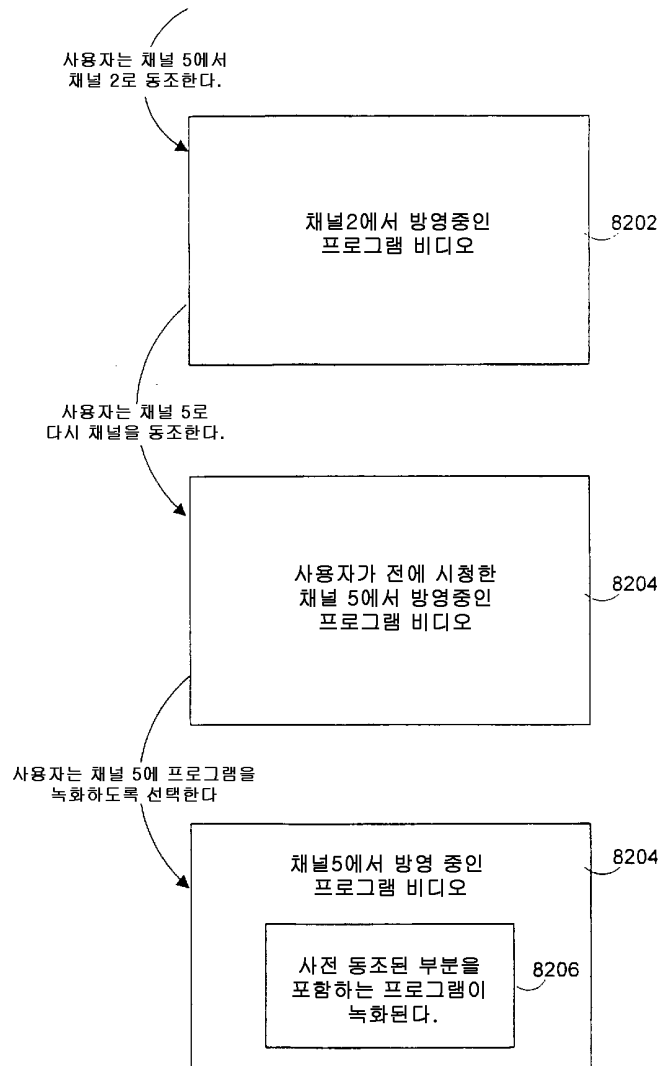 사용자는 채널 5에서
채널 2로 동조한다.
채널2에서 방영중인
프로그램 비디오
8202
사용자는 채널 5로
다시 채널을 동조한다.
사용자가 전에 시청한
채널 5에서 방영중인
프로그램 비디오
8204
사용자는 채널 5에 프로그램을
녹화하도록 선택한다
채널5에서 방영 중인
프로그램 비디오
8204
사전 동조된 부분을
포함하는 프로그램이
녹화된다.
8206